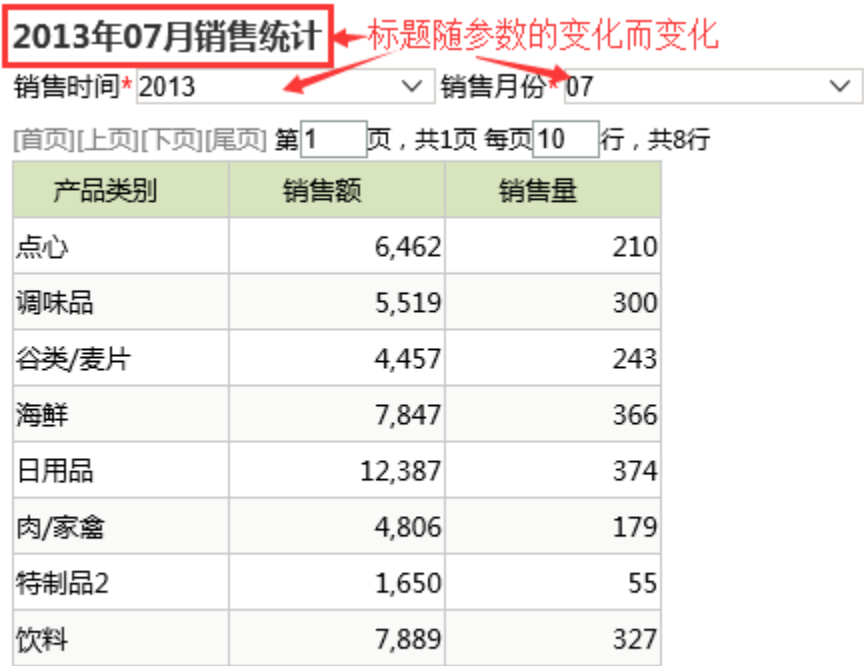 2013年07月销售统计 标题随参数的变化而变化
销售时间*2013 销售月份*07
[首页][上页][下页][尾页] 第1页，共1页 每页10行，共8行
产品类别 销售额 销售量
点心 6,462 210
调味品 5,519 300
谷类/麦片 4,457 243
海鲜 7,847 366
日用品 12,387 374
肉/家禽 4,806 179
特制品2 1,650 55
饮料 7,889 327